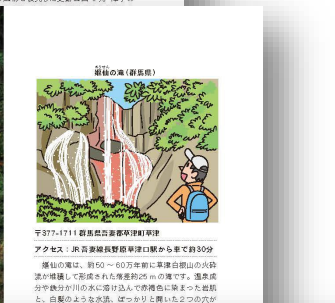 おうせん
嫗仙の滝(群馬県)
〒377-1711 群馬県吾妻郡草津町草津
アクセス:JR吾妻線長野原草津口駅から車で約30分
嫗仙の滝は、約50〜60万年前に草津白根山の火砕
流が堆積して形成された落差約25mの滝です。温泉成
分や鉄分が川の水に溶け込んで赤褐色に染まった岩肌
と、白髪のような水流、ぽっかりと開いた2つの穴が